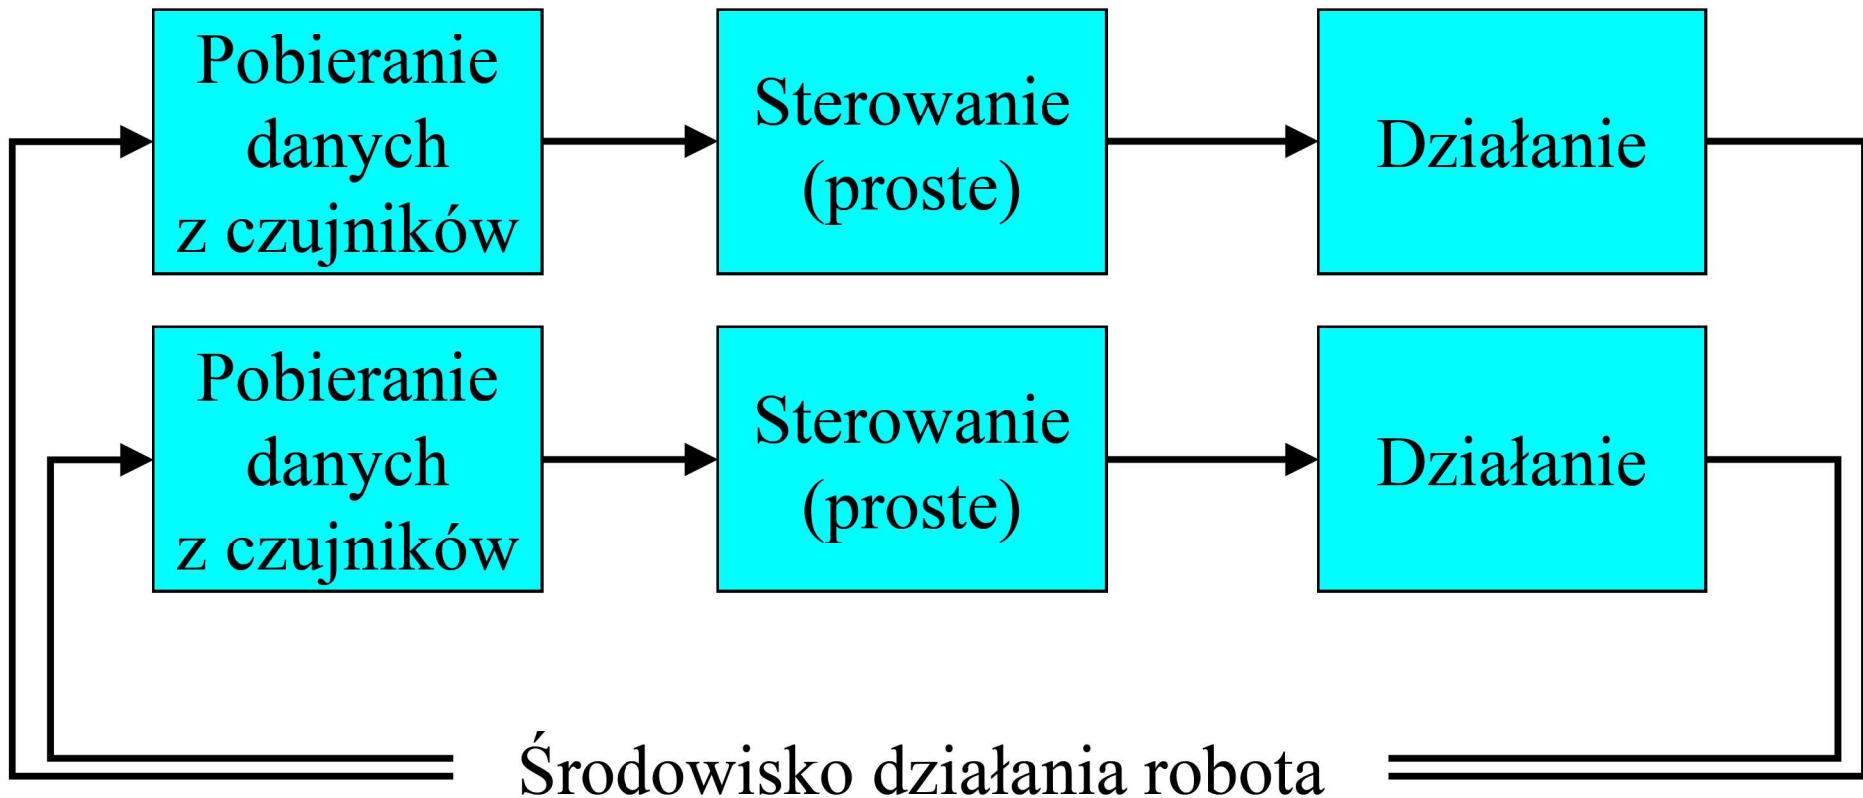 Pobieranie
danych
z czujników
Sterowanie
(proste)
Działanie
Pobieranie
danych
z czujników
Sterowanie
(proste)
Działanie
Środowisko działania robota